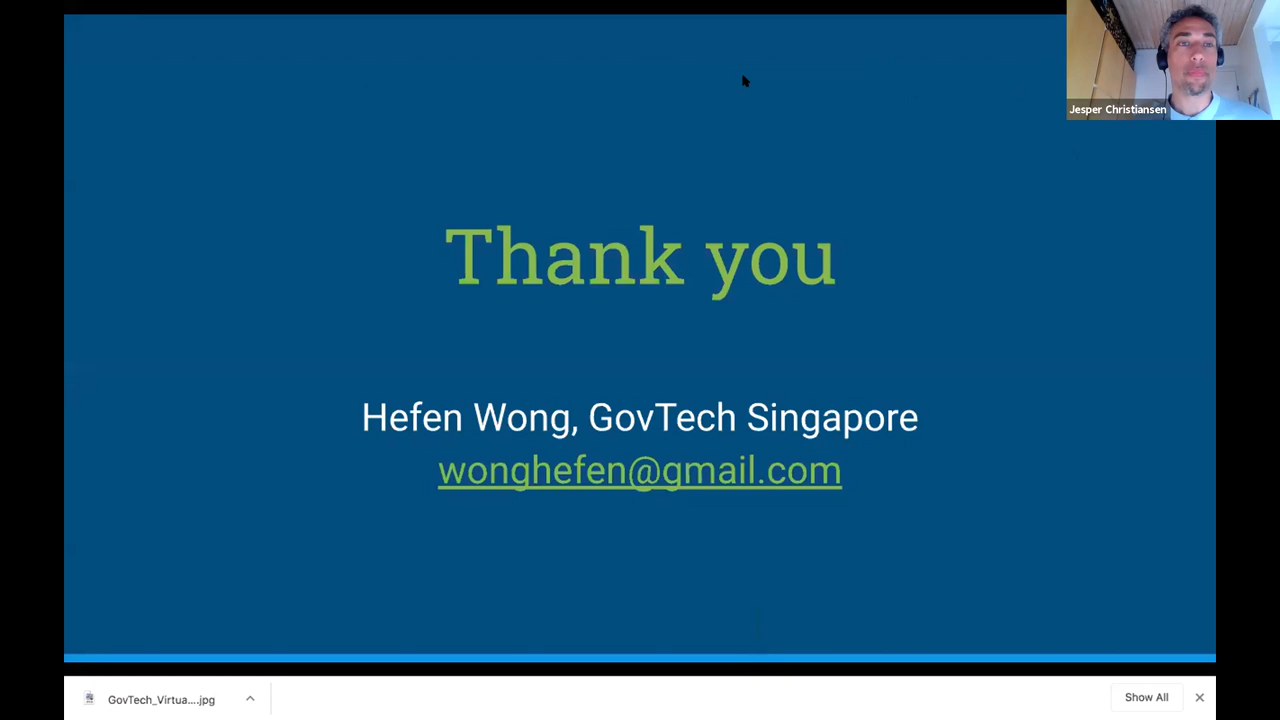 Jesper Christiansen
Thank you
Hefen Wong, GovTech Singapore
wonghefen@gmail.com
GovTech_Virtua....jpg
Show All